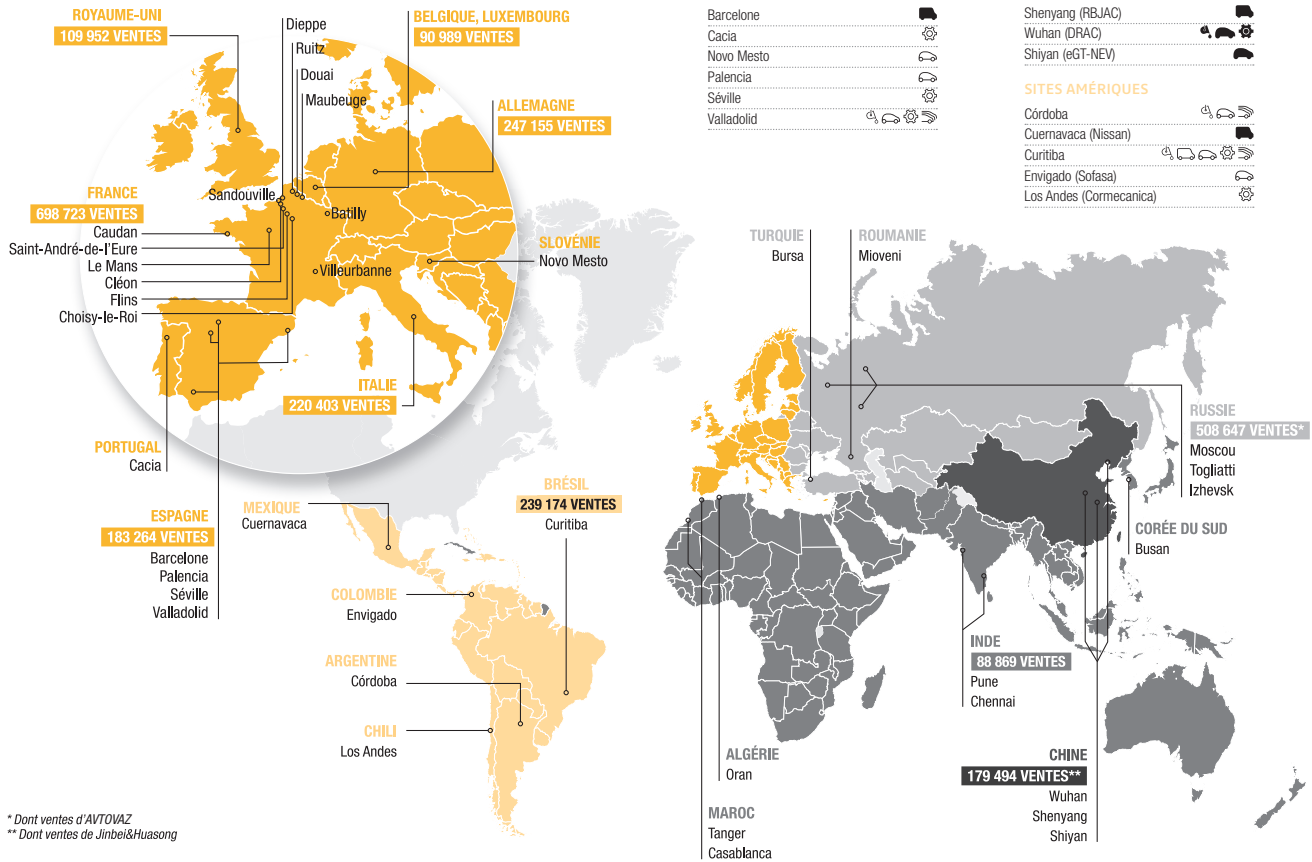 ROYAUME-UNI
109 952 VENTES
Dieppe
Ruitz
Douai
Maubeuge
BELGIQUE, LUXEMBOURG
90 989 VENTES
ALLEMAGNE
247 155 VENTES
Sandouville
Batilly
Villeurbanne
FRANCE
698 723 VENTES
Caudan
Saint-André-de-l'Eure
Le Mans
Cléon
Flins
Choisy-le-Roi
SLOVÉNIE
Novo Mesto
ITALIE
220 403 VENTES
PORTUGAL
Cacia
ESPAGNE
183 264 VENTES
Barcelone
Palencia
Séville
Valladolid
Barcelone
Cacia
Novo Mesto
Palencia
Séville
Valladolid
Shenyang (RBJAC)
Wuhan (DRAC)
Shiyan (eGT-NEV)
SITES AMÉRIQUES
Córdoba
Cuernavaca (Nissan)
Curitiba
Envigado (Sofasa)
Los Andes (Cormecanica)
MEXIQUE
Cuernavaca
BRÉSIL
239 174 VENTES
Curitiba
COLOMBIE
Envigado
ARGENTINE
Córdoba
CHILI
Los Andes
TURQUIE
Bursa
ROUMANIE
Mioveni
RUSSIE
508 647 VENTES*
Moscou
Togliatti
Izhevsk
CORÉE DU SUD
Busan
INDE
88 869 VENTES
Pune
Chennai
CHINE
179 494 VENTES**
Wuhan
Shenyang
Shiyan
ALGÉRIE
Oran
MAROC
Tanger
Casablanca
* Dont ventes d'AVTOVAZ
** Dont ventes de Jinbei&Huasong